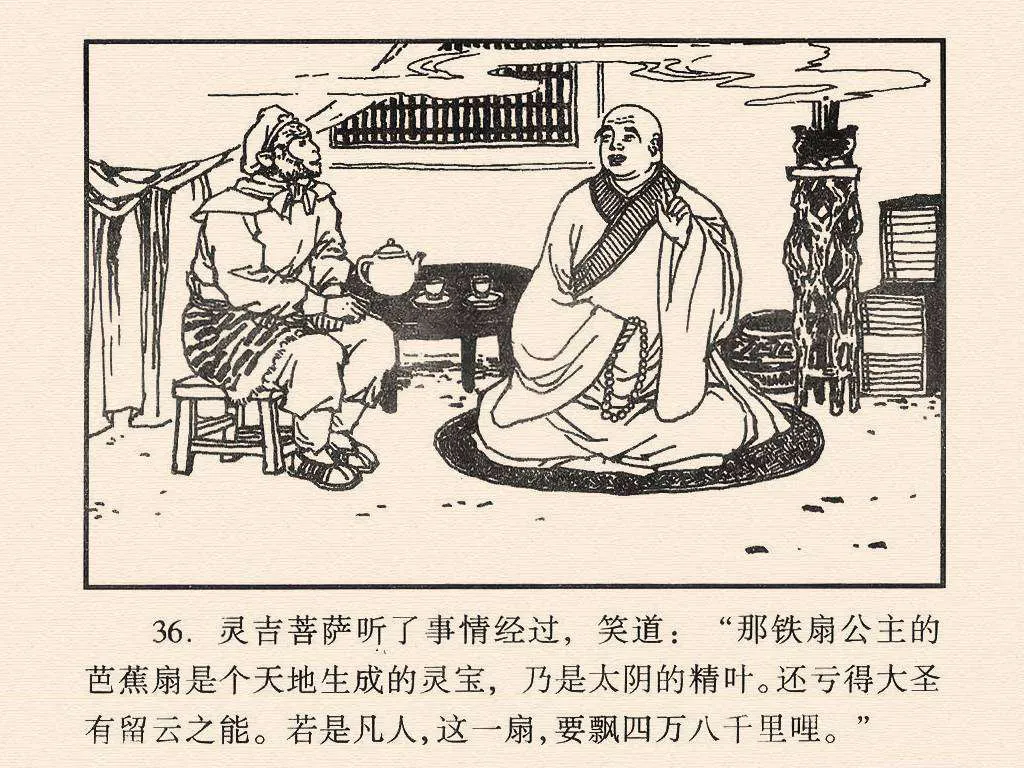 36. 灵吉菩萨听了事情经过，笑道：“那铁扇公主的
芭蕉扇是个天地生成的灵宝，乃是太阴的精叶。还亏得大圣
有留云之能。若是凡人，这一扇，要飘四万八千里哩。”